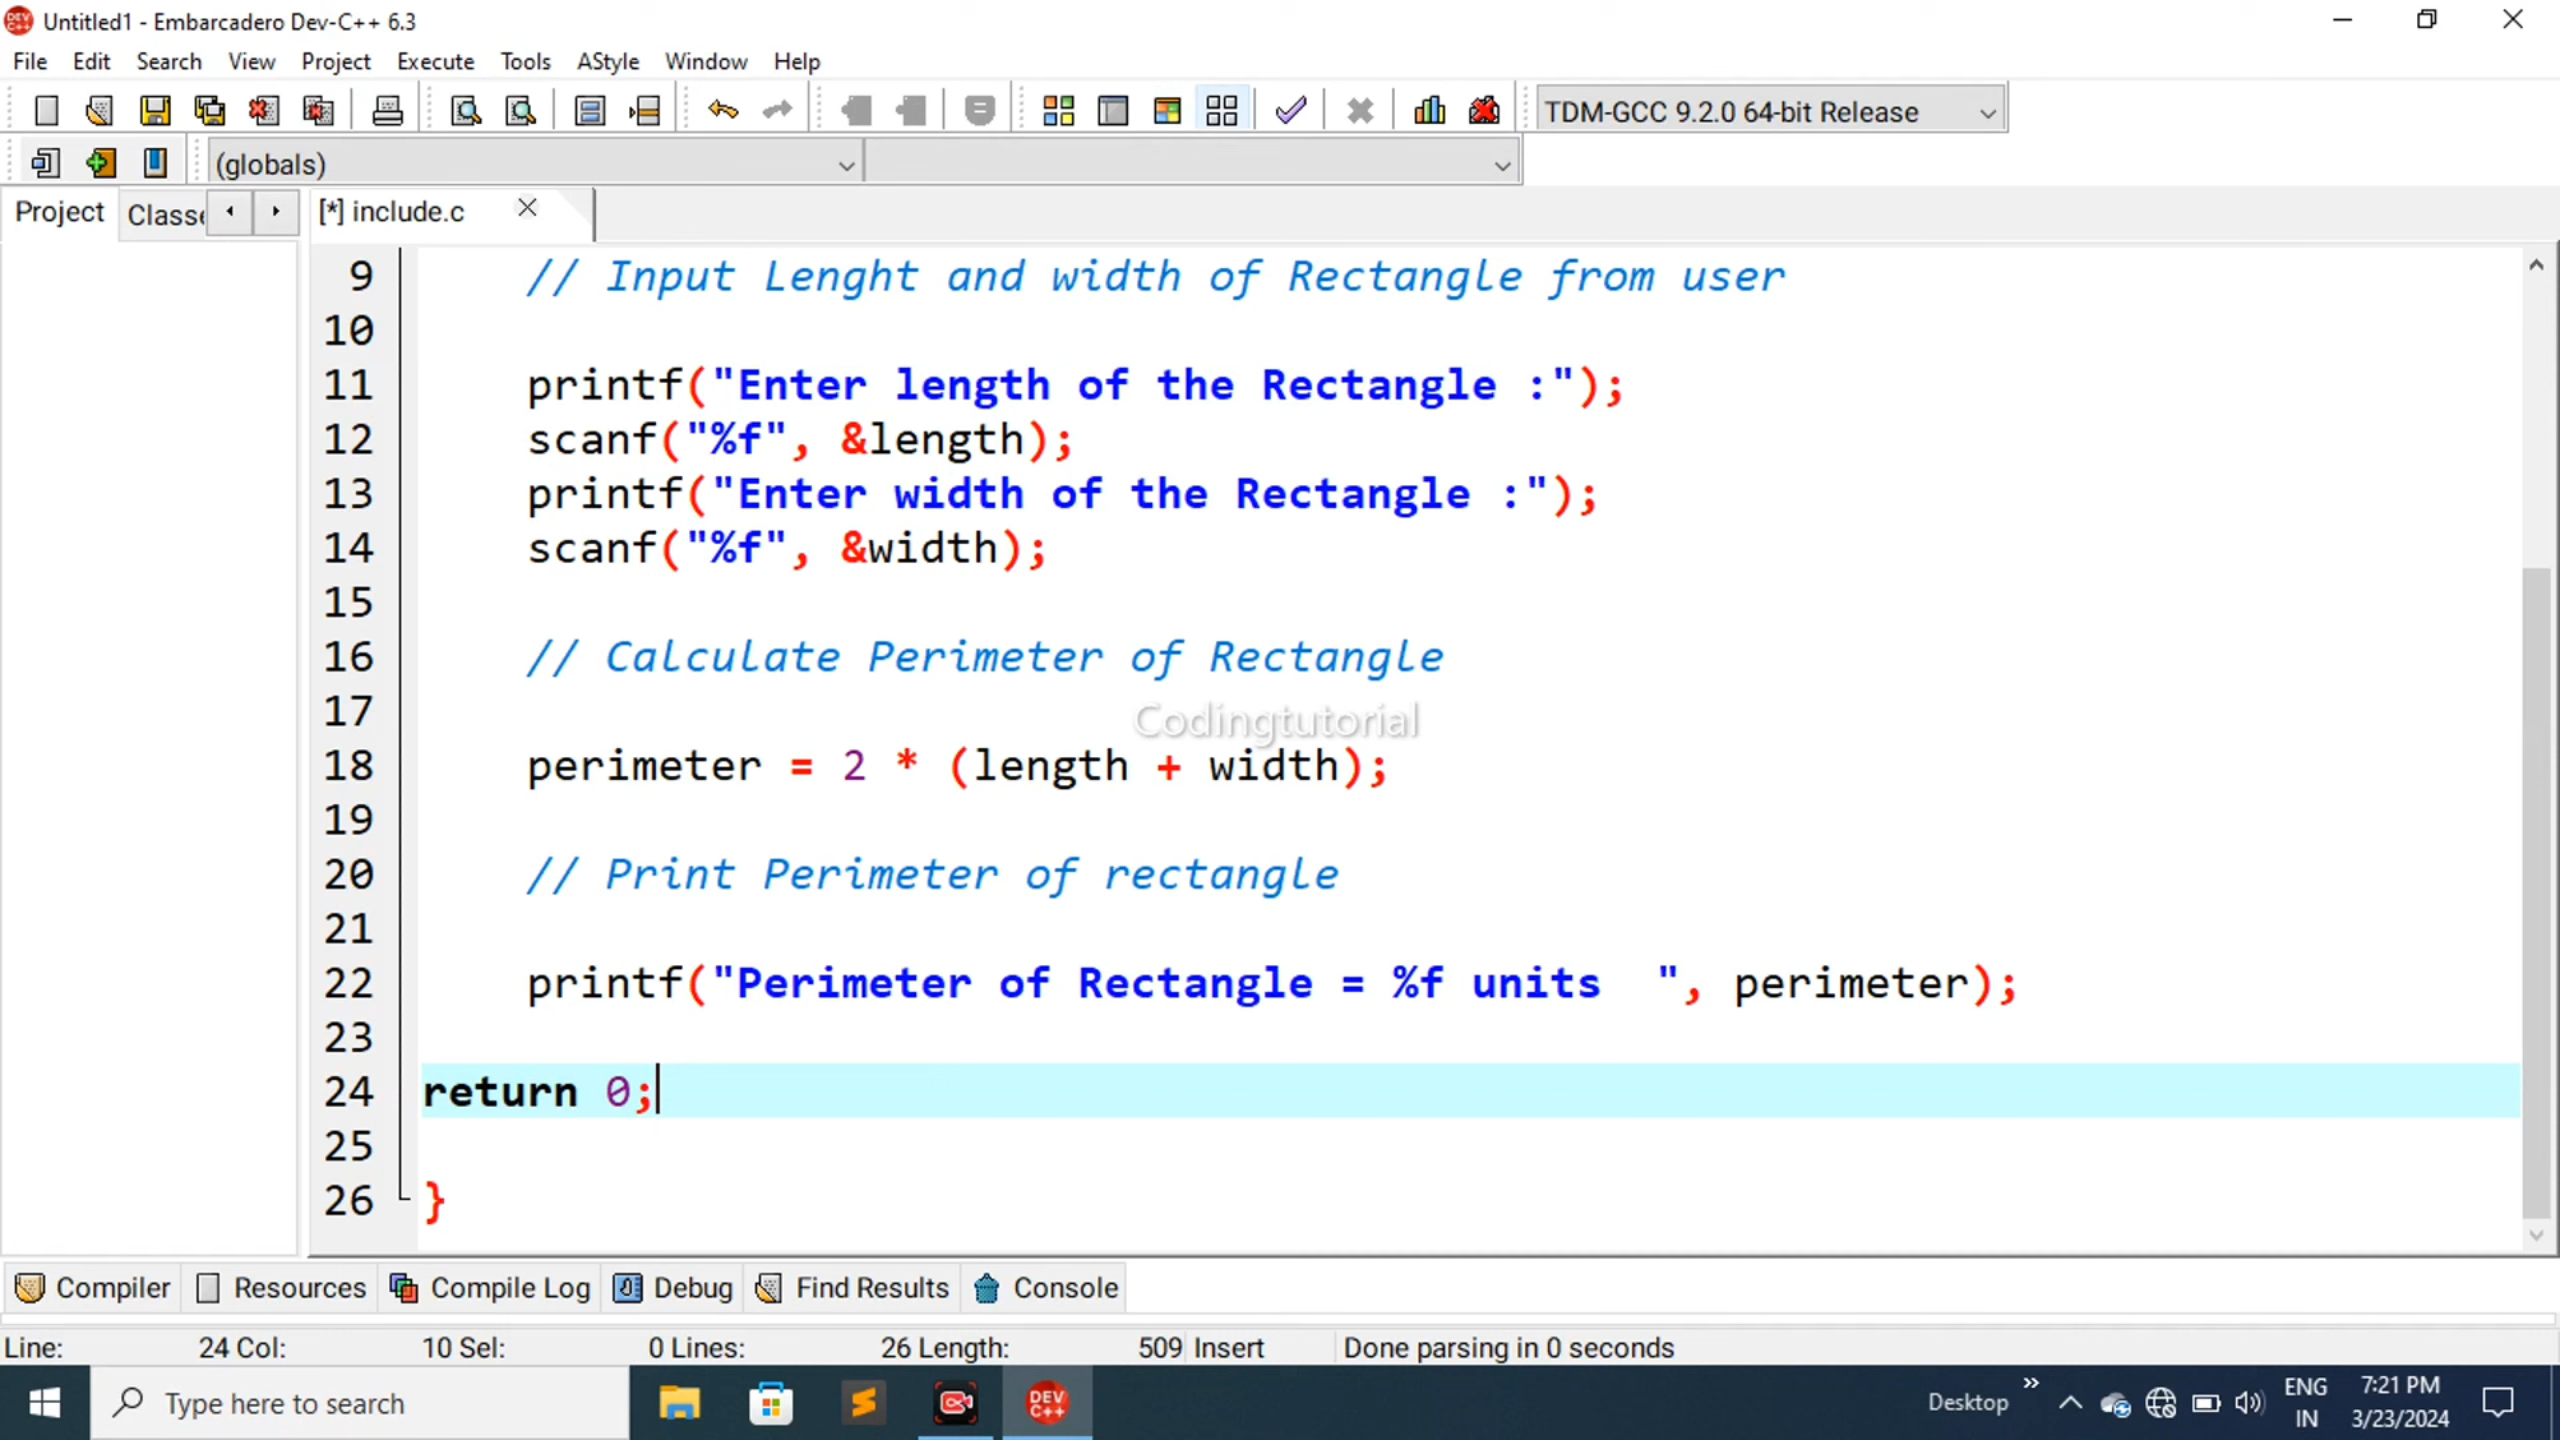 Untitled1 - Embarcadero Dev-C++ 6.3
File Edit Search View Project Execute Tools AStyle Window Help
TDM-GCC 9.2.0 64-bit Release
(globals)
Project Classe [*] include.c
9 // Input Lenght and width of Rectangle from user
10
11 printf("Enter length of the Rectangle :");
12 scanf("%f", &length);
13 printf("Enter width of the Rectangle :");
14 scanf("%f", &width);
15
16 // Calculate Perimeter of Rectangle
17
Codingtutorial
18 perimeter = 2 * (length + width);
19
20 // Print Perimeter of rectangle
21
22 printf("Perimeter of Rectangle = %f units  ", perimeter);
23
24 return 0;
25
26 }
Compiler Resources Compile Log Debug Find Results Console
Line: 24 Col: 10 Sel: 0 Lines: 26 Length: 509 Insert Done parsing in 0 seconds
Type here to search DEV C++ Desktop » ENG IN 7:21 PM 3/23/2024